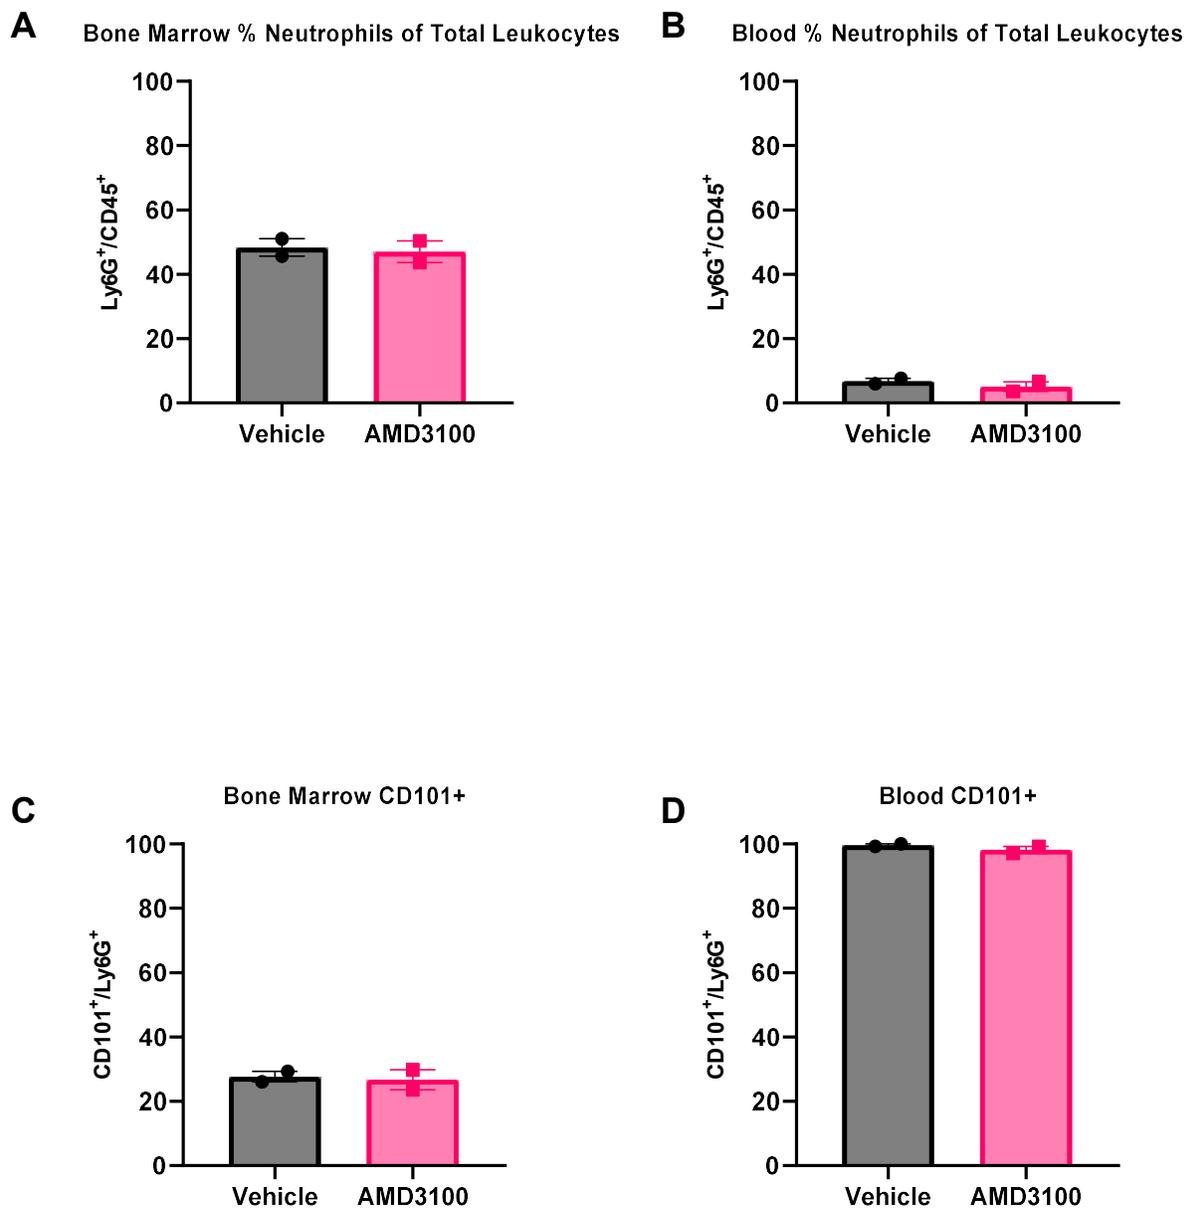 A
Bone Marrow % Neutrophils of Total Leukocytes
Ly6G+/CD45+
100
80
60
40
20
0
Vehicle AMD3100
B
Blood % Neutrophils of Total Leukocytes
Ly6G+/CD45+
100
80
60
40
20
0
Vehicle AMD3100
C
Bone Marrow CD101+
CD101+/Ly6G+
100
80
60
40
20
0
Vehicle AMD3100
D
Blood CD101+
CD101+/Ly6G+
100
80
60
40
20
0
Vehicle AMD3100